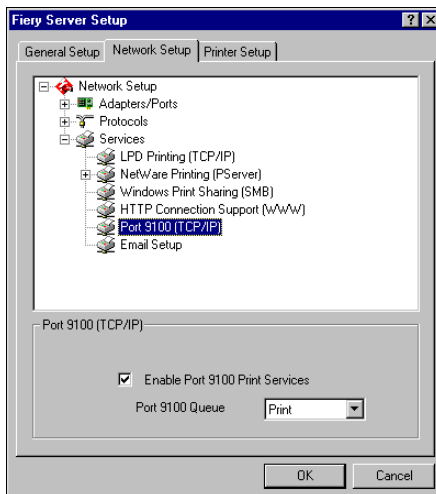 Fiery Server Setup
General Setup Network Setup Printer Setup
Network Setup
Adapters/Ports
Protocols
Services
LPD Printing (TCP/IP)
NetWare Printing (PServer)
Windows Print Sharing (SMB)
HTTP Connection Support (WWW)
Port 9100 (TCP/IP)
Email Setup
Port 9100 (TCP/IP)
Enable Port 9100 Print Services
Port 9100 Queue Print
OK Cancel